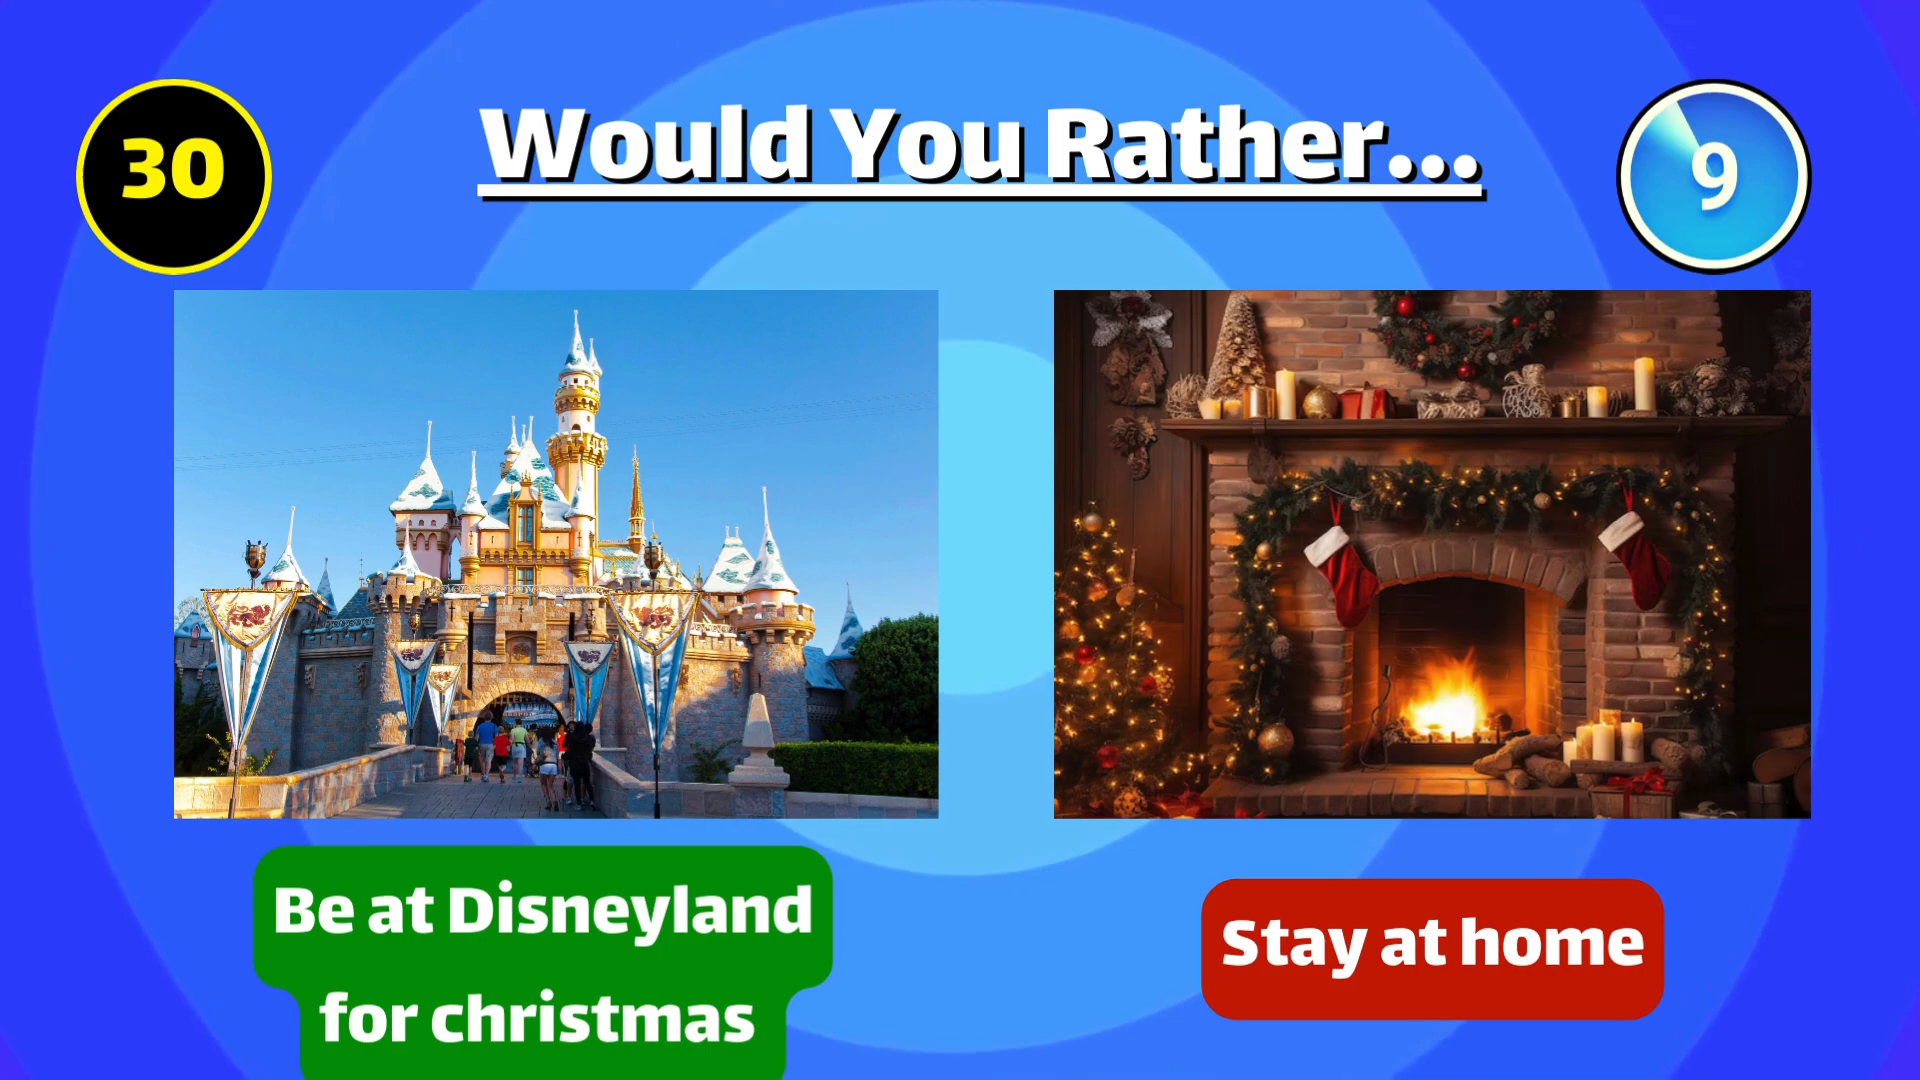 30
Would You Rather...
9
Be at Disneyland
for christmas
Stay at home